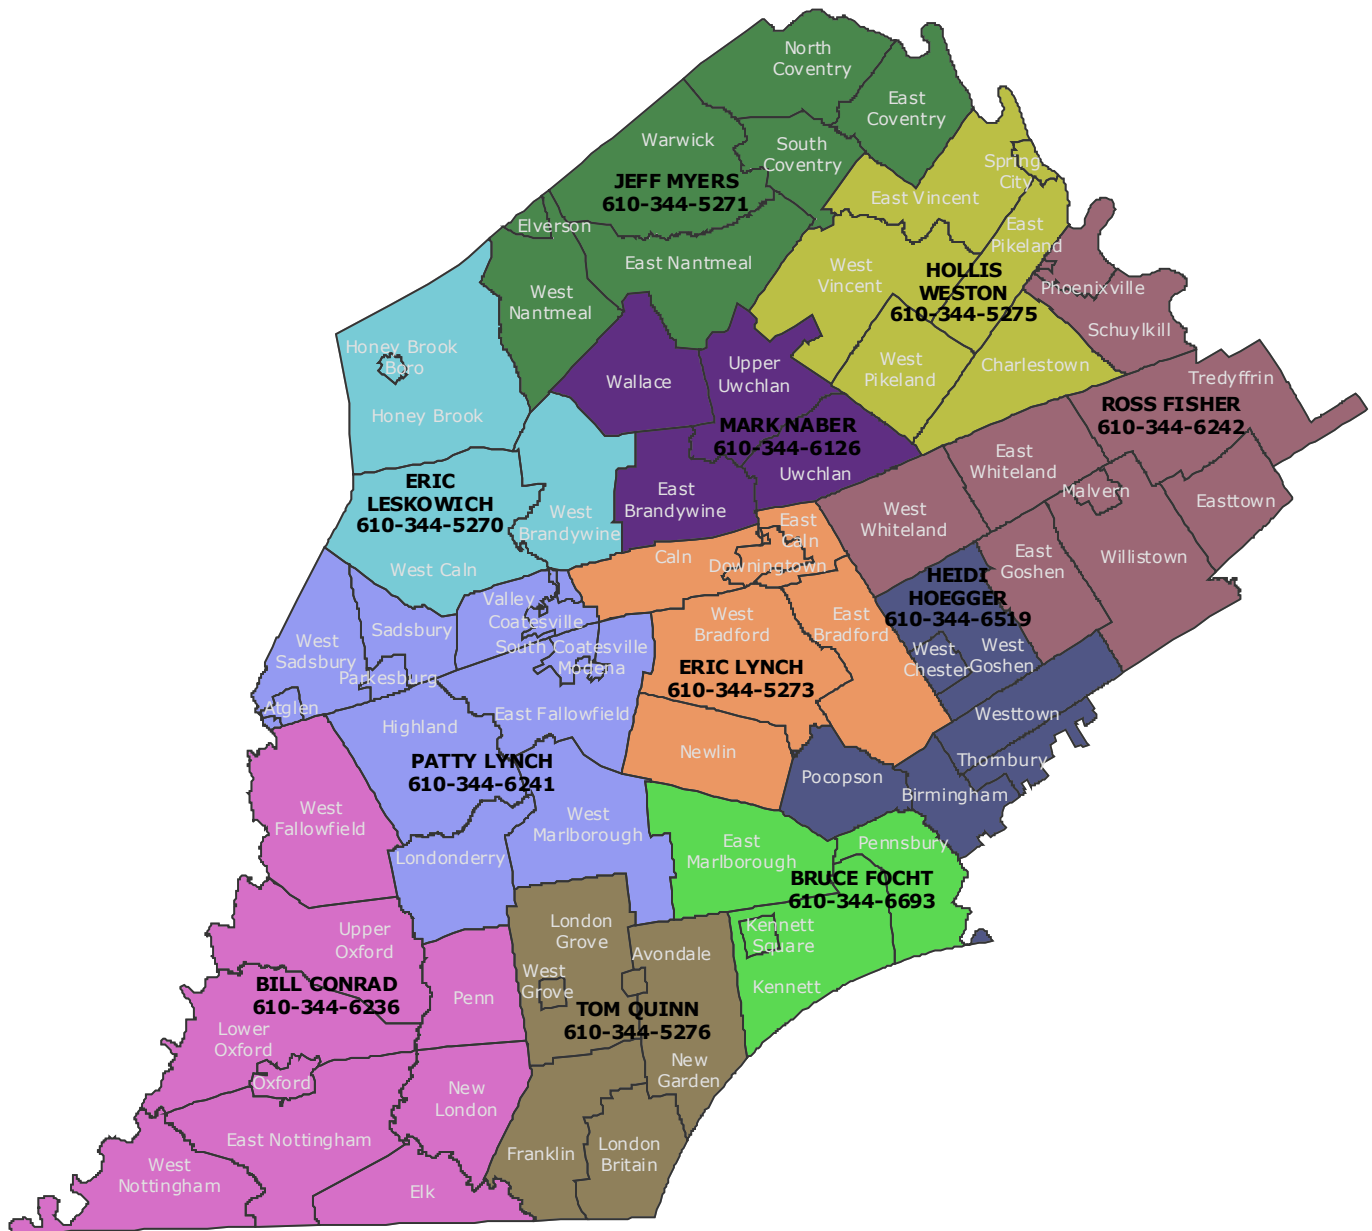 North
Coventry
East
Coventry
Warwick
South
Coventry
Spring
City
JEFF MYERS
610-344-5271
East Vincent
Elverson
East
Pikeland
East Nantmeal
West
Vincent
HOLLIS
WESTON
610-344-5275
West
Nantmeal
Phoenixville
Schuylkill
Honey Brook
Boro
Honey Brook
Wallace
Upper
Uwchlan
West
Pikeland
Charlestown
Tredyffrin
ROSS FISHER
610-344-6242
MARK NABER
610-344-6126
Uwchlan
East
Whiteland
Malvern
Easttown
ERIC
LESKOWICH
610-344-5270
West
Brandywine
East
Brandywine
West
Whiteland
East
Caln
Caln
Downingtown
West Caln
East
Goshen
Willistown
HEIDI
HOEGGER
610-344-6519
Valley
Coatesville
West
Bradford
East
Bradford
West
Sadsbury
Sadsbury
South Coatesville
Modena
West
Chester
West
Goshen
Parkesburg
ERIC LYNCH
610-344-5273
Atglen
Highland
East Fallowfield
Westtown
Newlin
Thornbury
PATTY LYNCH
610-344-6241
Pocopson
Birmingham
West
Fallowfield
West
Marlborough
East
Marlborough
Pennsbury
Londonderry
BRUCE FOCHT
610-344-6693
Upper
Oxford
London
Grove
Avondale
Kennett
Square
BILL CONRAD
610-344-6236
Penn
West
Grove
Kennett
TOM QUINN
610-344-5276
Lower
Oxford
Oxford
New
London
New
Garden
East Nottingham
Franklin
London
Britain
West
Nottingham
Elk